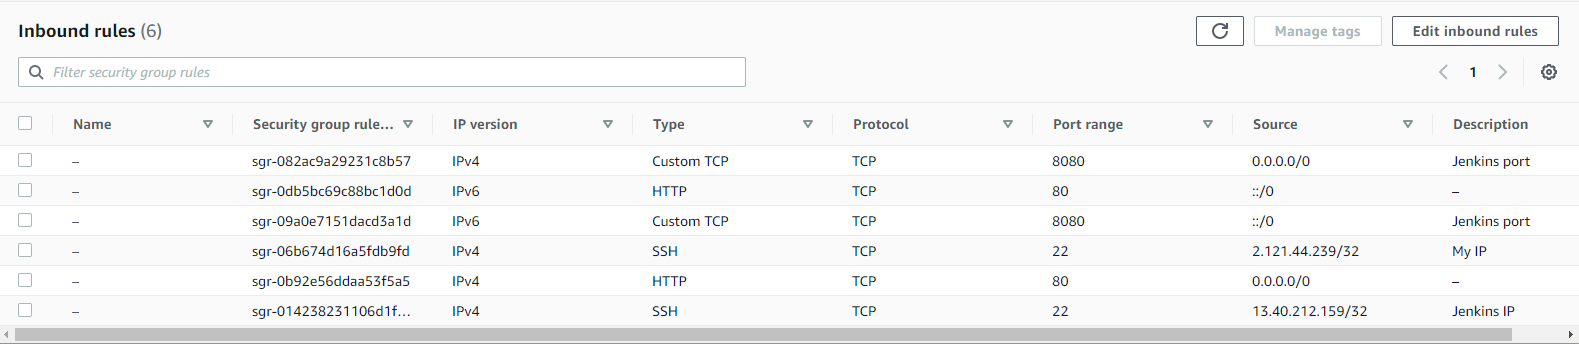 Inbound rules (6)
Manage tags
Edit inbound rules
Filter security group rules
1
Name Security group rule... IP version Type Protocol Port range Source Description
– sgr-082ac9a29231c8b57 IPv4 Custom TCP TCP 8080 0.0.0.0/0 Jenkins port
– sgr-0db5bc69c88bc1d0d IPv6 HTTP TCP 80 ::/0 –
– sgr-09a0e7151dacd3a1d IPv6 Custom TCP TCP 8080 ::/0 Jenkins port
– sgr-06b674d16a5fdb9fd IPv4 SSH TCP 22 2.121.44.239/32 My IP
– sgr-0b92e56ddaa53f5a5 IPv4 HTTP TCP 80 0.0.0.0/0 –
– sgr-014238231106d1f... IPv4 SSH TCP 22 13.40.212.159/32 Jenkins IP